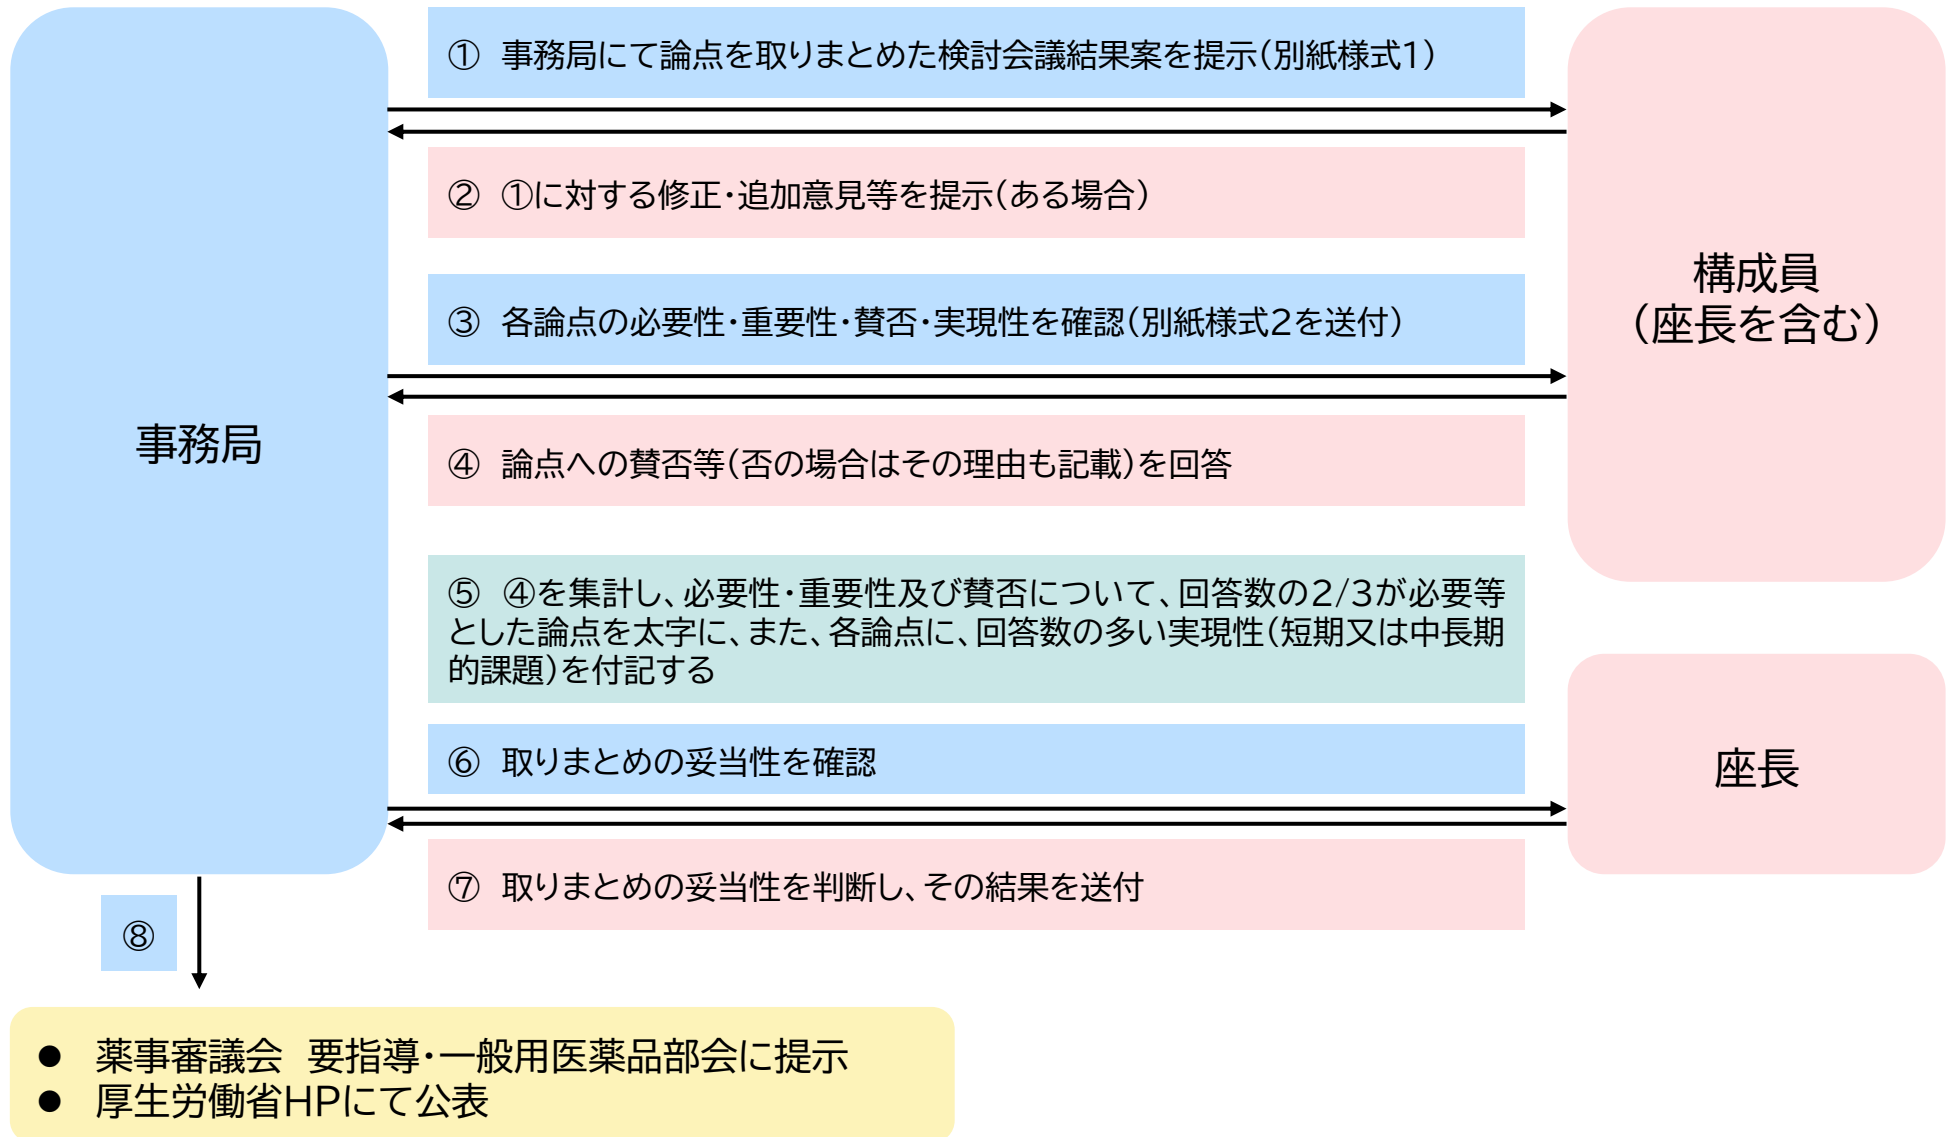 ① 事務局にて論点を取りまとめた検討会議結果案を提示(別紙様式1)
② ①に対する修正・追加意見等を提示(ある場合)
③ 各論点の必要性・重要性・賛否・実現性を確認(別紙様式2を送付)
構成員
(座長を含む)
事務局
④ 論点への賛否等(否の場合はその理由も記載)を回答
⑤ ④を集計し、必要性・重要性及び賛否について、回答数の2/3が必要等
とした論点を太字に、また、各論点に、回答数の多い実現性(短期又は中長期
的課題)を付記する
⑥ 取りまとめの妥当性を確認
座長
⑦ 取りまとめの妥当性を判断し、その結果を送付
⑧
● 薬事審議会 要指導・一般用医薬品部会に提示
● 厚生労働省HPにて公表